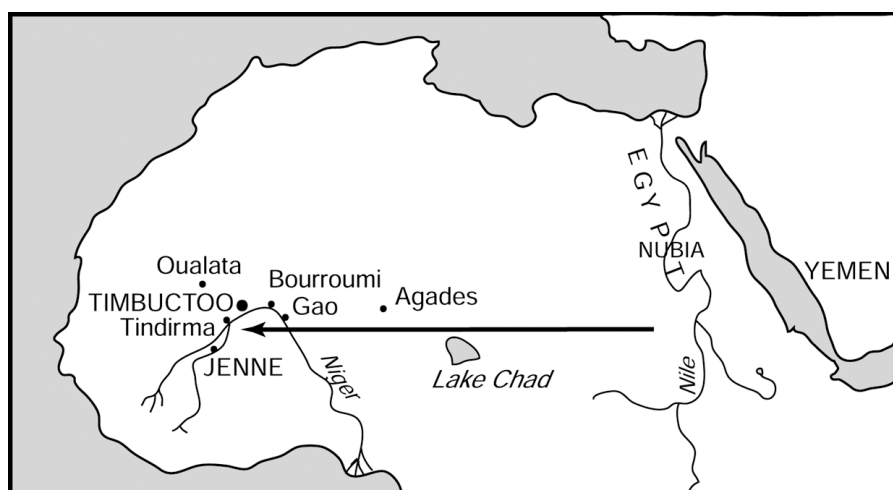 EGYPT
NUBIA
YEMEN
Oualata
Bourroumi
TIMBUCTOO
Gao
Agades
Tindirma
JENNE
Niger
Lake Chad
Nile